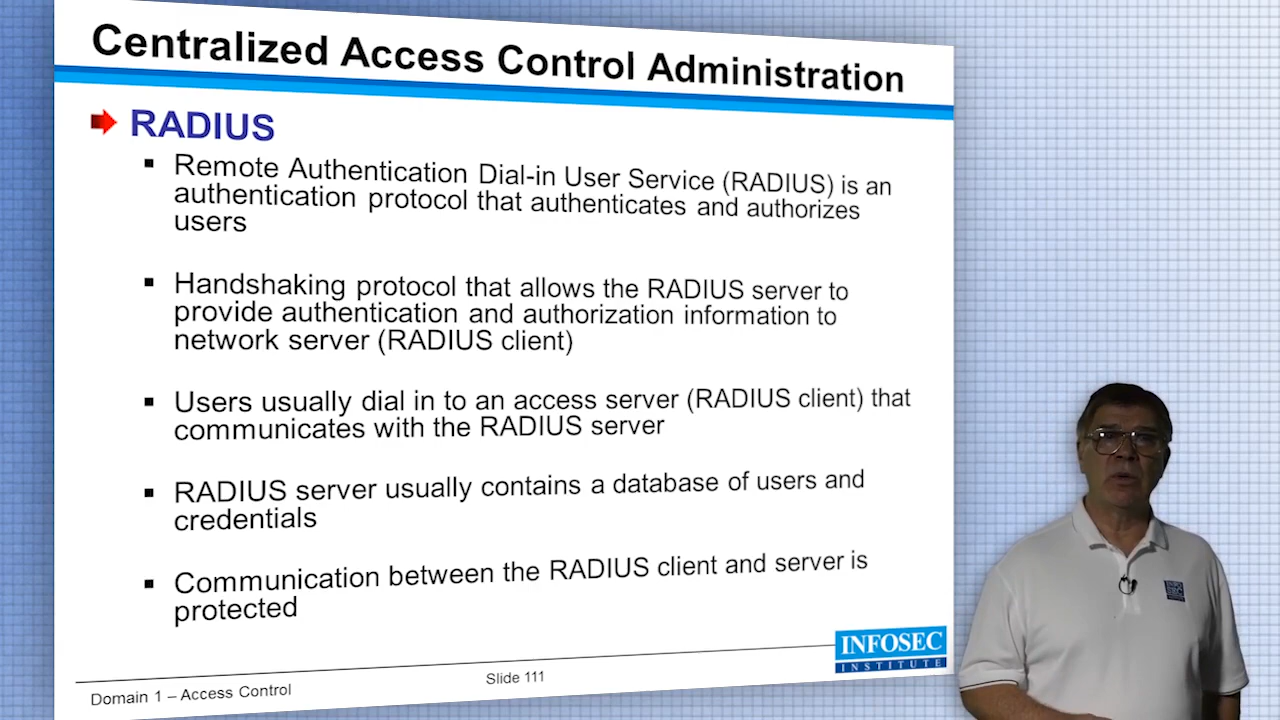 Centralized Access Control Administration
RADIUS
Remote Authentication Dial-in User Service (RADIUS) is an
authentication protocol that authenticates and authorizes
users
Handshaking protocol that allows the RADIUS server to
provide authentication and authorization information to
network server (RADIUS client)
Users usually dial in to an access server (RADIUS client) that
communicates with the RADIUS server
RADIUS server usually contains a database of users and
credentials
Communication between the RADIUS client and server is
protected
INFOSEC
INSTITUTE
Domain 1 – Access Control
Slide 111
INFO
SEC